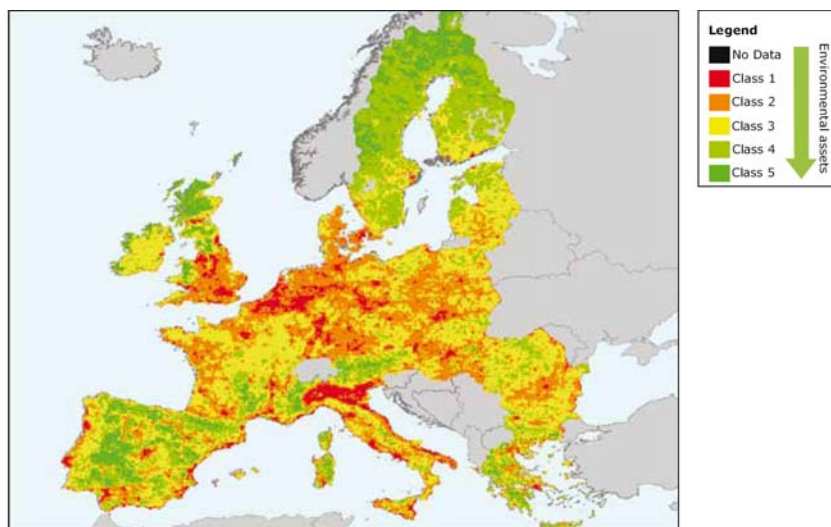 Legend
No Data
Class 1
Class 2
Class 3
Class 4
Class 5
Environmental assets